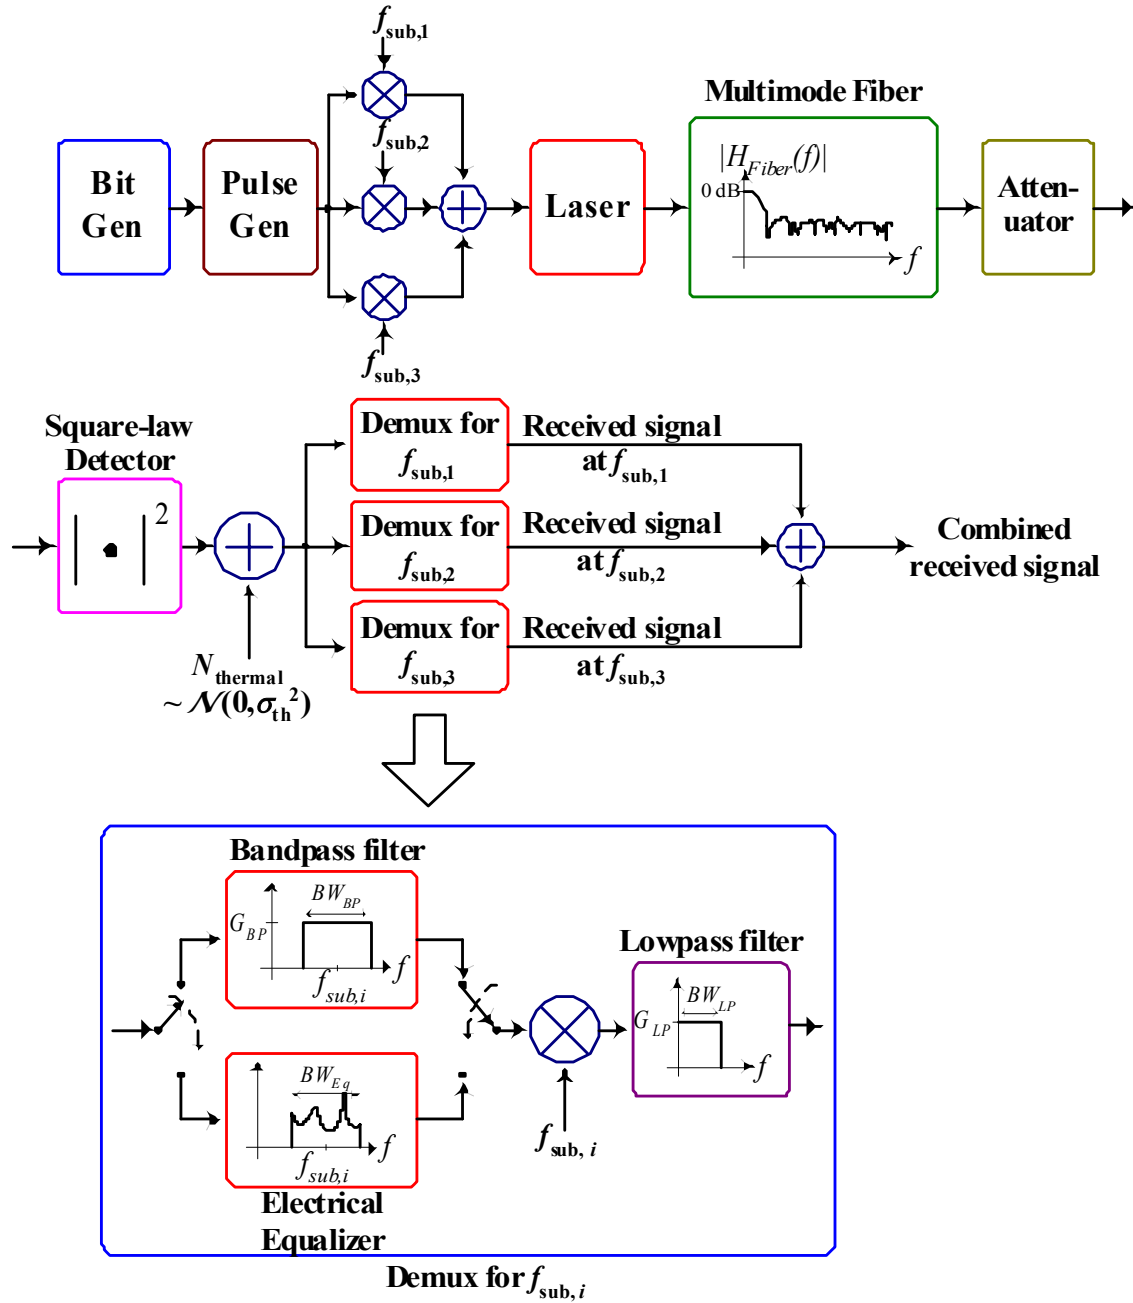 f_sub,1
Multimode Fiber
f_sub,2
|H_Fiber(f)|
0 dB
f
Bit
Gen
Pulse
Gen
Laser
Atten-
uator
f_sub,3
Square-law
Detector
| • |²
Demux for
f_sub,1
Received signal
at f_sub,1
Demux for
f_sub,2
Received signal
at f_sub,2
Combined
received signal
Demux for
f_sub,3
Received signal
at f_sub,3
N_thermal
~ 𝒩(0,σ_th²)
Bandpass filter
BW_BP
G_BP
f
f_sub,i
Lowpass filter
BW_LP
G_LP
f
BW_Eq
f
f_sub,i
f_sub, i
Electrical
Equalizer
Demux for f_sub, i